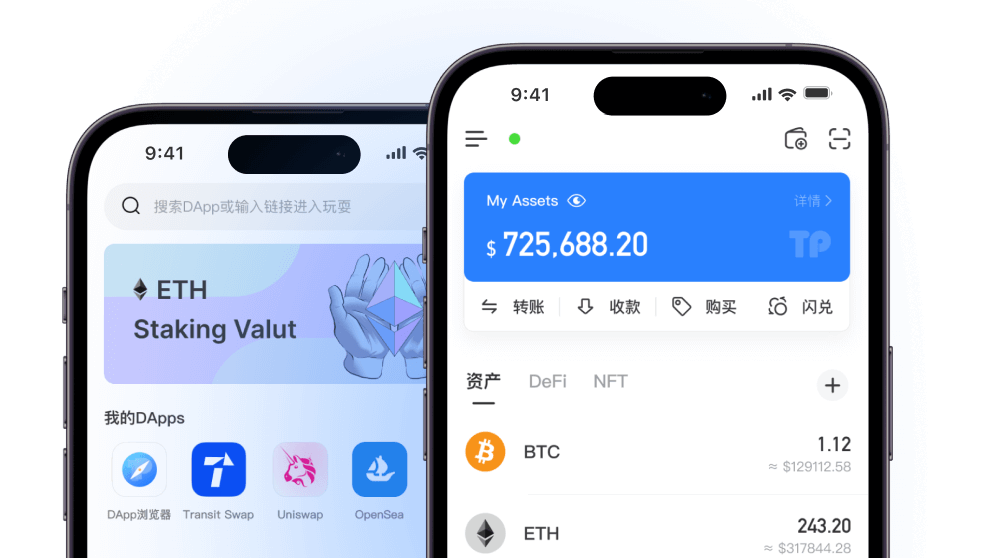 9:41
搜索DApp或输入链接进入玩耍
ETH
Staking Valut
我的DApps
DApp浏览器
Transit Swap
Uniswap
OpenSea
9:41
My Assets
详情
$ 725,688.20
TP
转账
收款
购买
闪兑
资产
DeFi
NFT
BTC
1.12
≈ $129112.58
ETH
243.20
≈ $317844.28